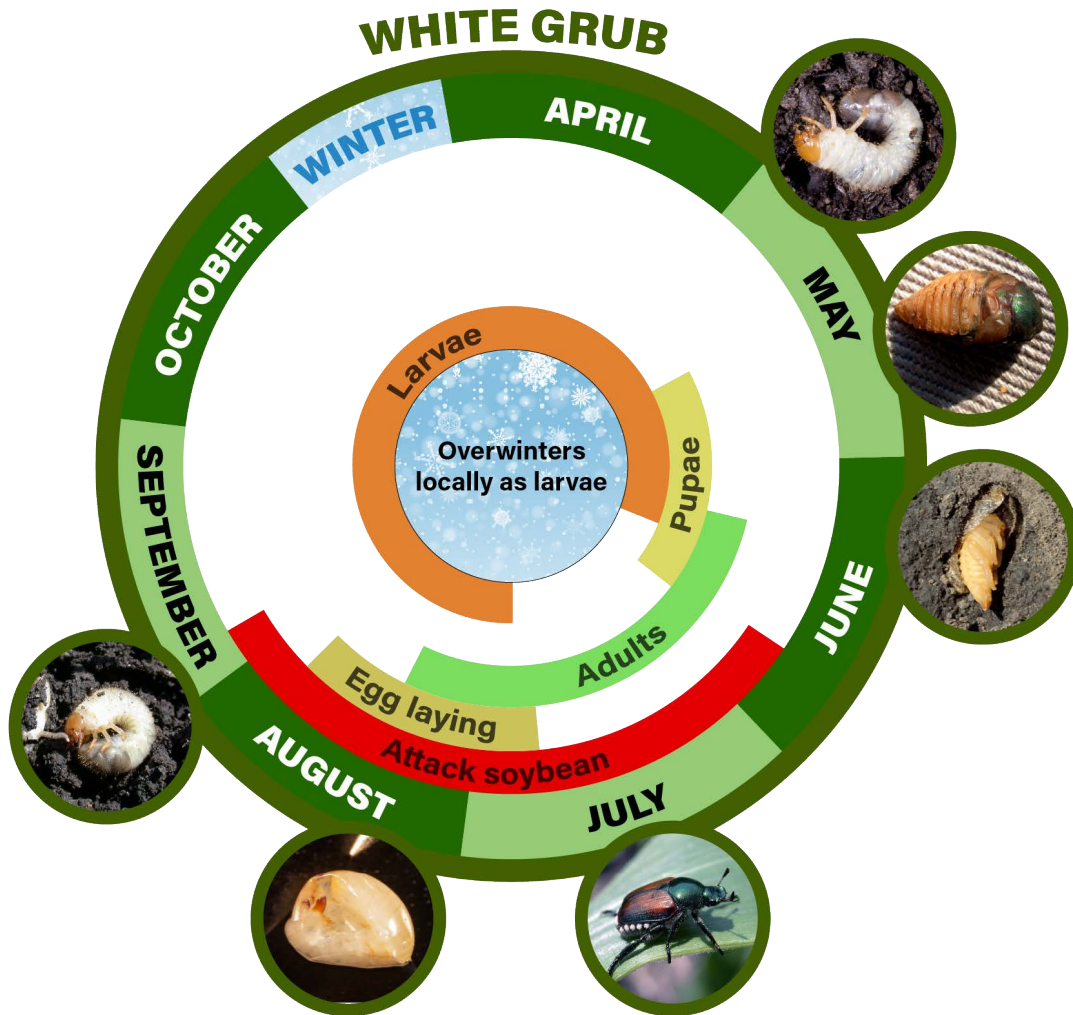 WHITE GRUB
WINTER
APRIL
MAY
JUNE
JULY
AUGUST
SEPTEMBER
OCTOBER
Larvae
Overwinters
locally as larvae
Pupae
Adults
Egg laying
Attack soybean